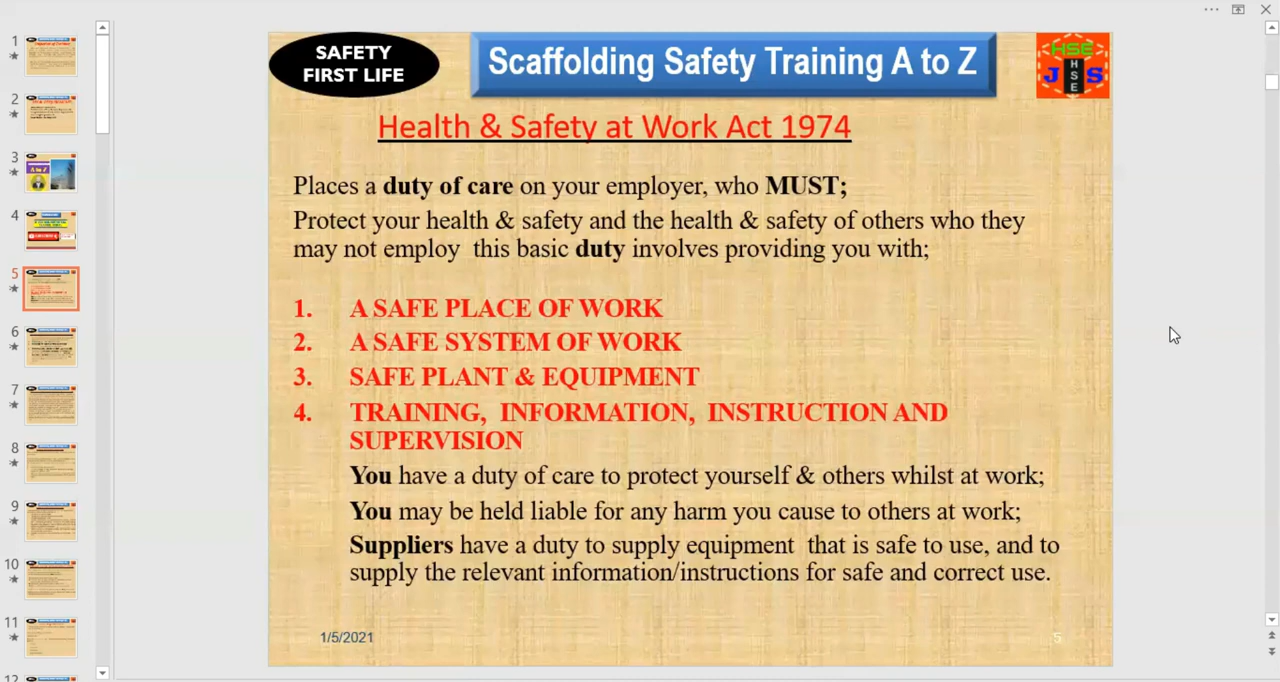 SAFETY
FIRST LIFE
Scaffolding Safety Training A to Z
HSE
J S
H
S
E
Health & Safety at Work Act 1974
Places a duty of care on your employer, who MUST;
Protect your health & safety and the health & safety of others who they
may not employ this basic duty involves providing you with;
1. A SAFE PLACE OF WORK
2. A SAFE SYSTEM OF WORK
3. SAFE PLANT & EQUIPMENT
4. TRAINING, INFORMATION, INSTRUCTION AND
SUPERVISION
You have a duty of care to protect yourself & others whilst at work;
You may be held liable for any harm you cause to others at work;
Suppliers have a duty to supply equipment that is safe to use, and to
supply the relevant information/instructions for safe and correct use.
1/5/2021
5
1
2
3
A to Z
4
5
6
7
8
9
10
11
12